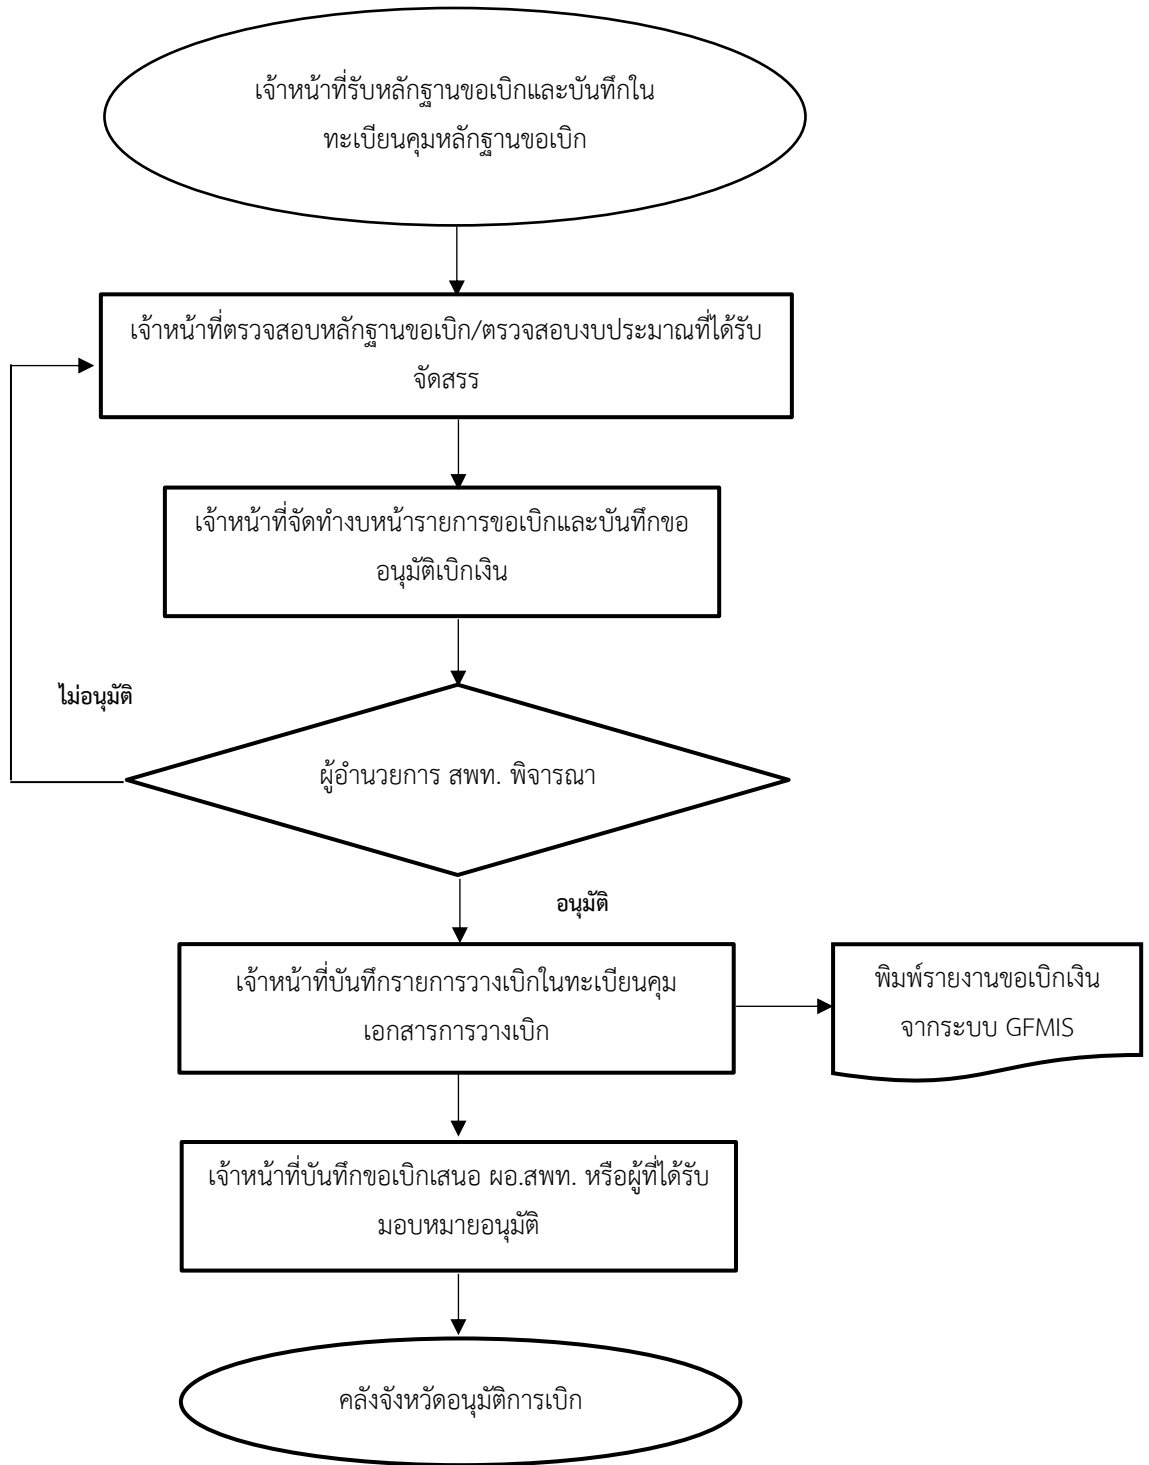 เจ้าหน้าที่รับหลักฐานขอเบิกและบันทึกใน
ทะเบียนคุมหลักฐานขอเบิก
เจ้าหน้าที่ตรวจสอบหลักฐานขอเบิก/ตรวจสอบงบประมาณที่ได้รับ
จัดสรร
เจ้าหน้าที่จัดทำงบหน้ารายการขอเบิกและบันทึกขอ
อนุมัติเบิกเงิน
ไม่อนุมัติ
ผู้อำนวยการ สพท. พิจารณา
อนุมัติ
เจ้าหน้าที่บันทึกรายการวางเบิกในทะเบียนคุม
เอกสารการวางเบิก
พิมพ์รายงานขอเบิกเงิน
จากระบบ GFMIS
เจ้าหน้าที่บันทึกขอเบิกเสนอ ผอ.สพท. หรือผู้ที่ได้รับ
มอบหมายอนุมัติ
คลังจังหวัดอนุมัติการเบิก